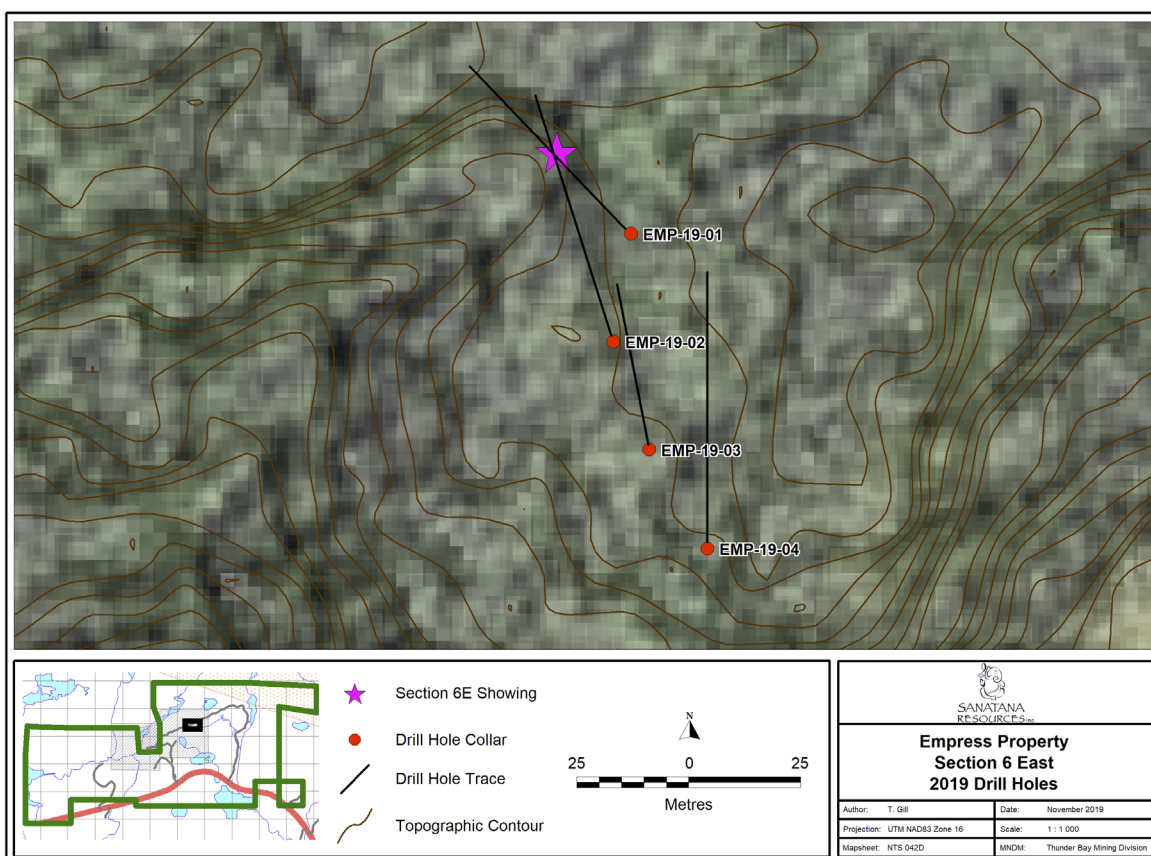 EMP-19-01
EMP-19-02
EMP-19-03
EMP-19-04
Section 6E Showing
Drill Hole Collar
Drill Hole Trace
Topographic Contour
N
25 0 25
Metres
SANATANA
RESOURCES Inc.
Empress Property
Section 6 East
2019 Drill Holes
Author: T. Gill Date: November 2019
Projection: UTM NAD83 Zone 16 Scale: 1 : 1 000
Mapsheet: NTS 042D MNDM: Thunder Bay Mining Division